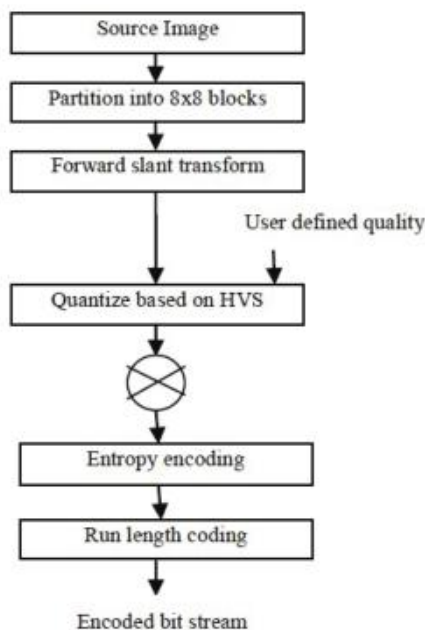 Source Image
Partition into 8x8 blocks
Forward slant transform
User defined quality
Quantize based on HVS
Entropy encoding
Run length coding
Encoded bit stream